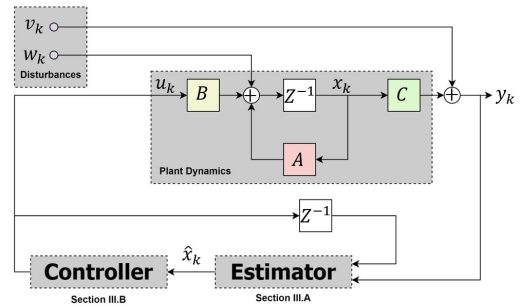 v_k
w_k
Disturbances
u_k
B
Z⁻¹
x_k
C
y_k
A
Plant Dynamics
Z⁻¹
x̂_k
Controller
Estimator
Section III.B
Section III.A